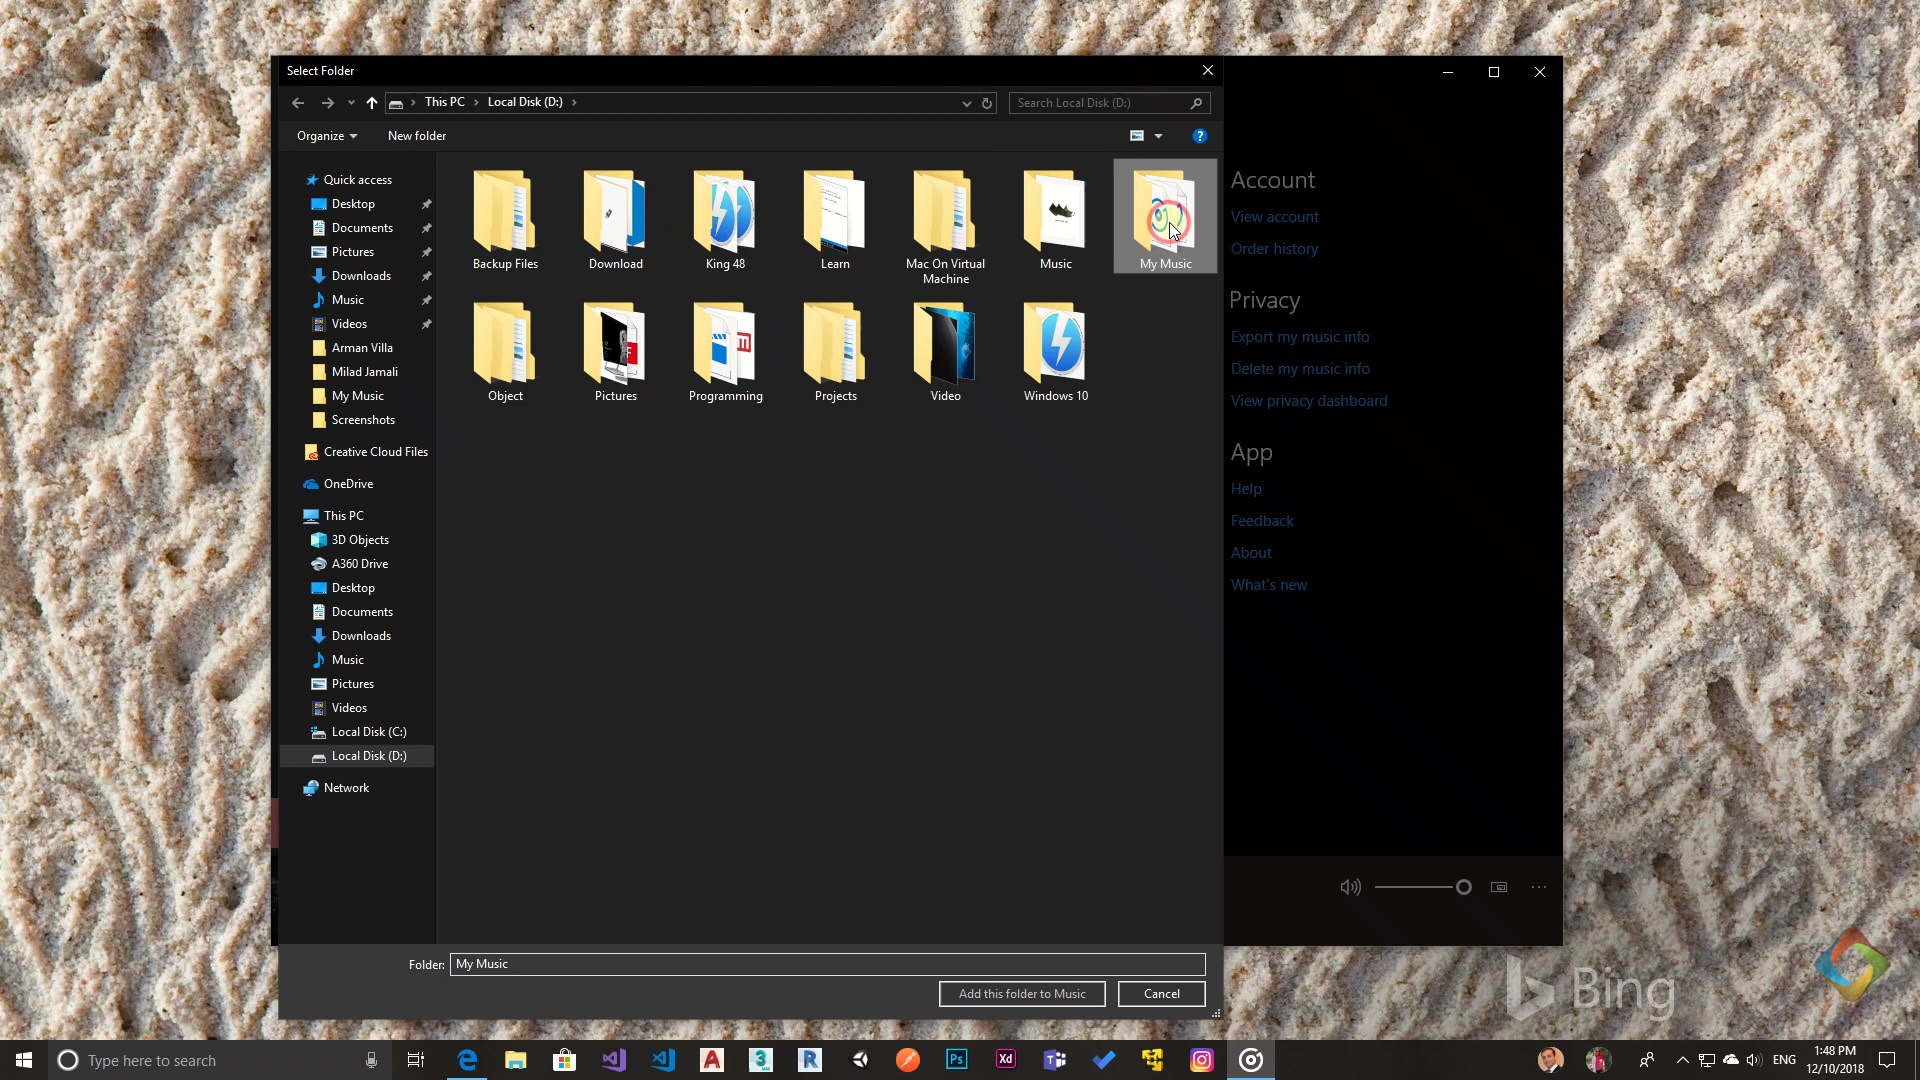 Select Folder
This PC
Local Disk (D:)
Search Local Disk (D:)
Organize
New folder
Quick access
Desktop
Documents
Pictures
Downloads
Music
Videos
Arman Villa
Milad Jamali
My Music
Screenshots
Creative Cloud Files
OneDrive
This PC
3D Objects
A360 Drive
Desktop
Documents
Downloads
Music
Pictures
Videos
Local Disk (C:)
Local Disk (D:)
Network
Backup Files
Download
King 48
Learn
Mac On Virtual
Machine
Music
My Music
Object
Pictures
Programming
Projects
Video
Windows 10
Account
View account
Order history
Privacy
Export my music info
Delete my music info
View privacy dashboard
App
Help
Feedback
About
What's new
Folder: My Music
Add this folder to Music
Cancel
Bing
Type here to search
Ps
Xd
ENG
1:48 PM
12/10/2018